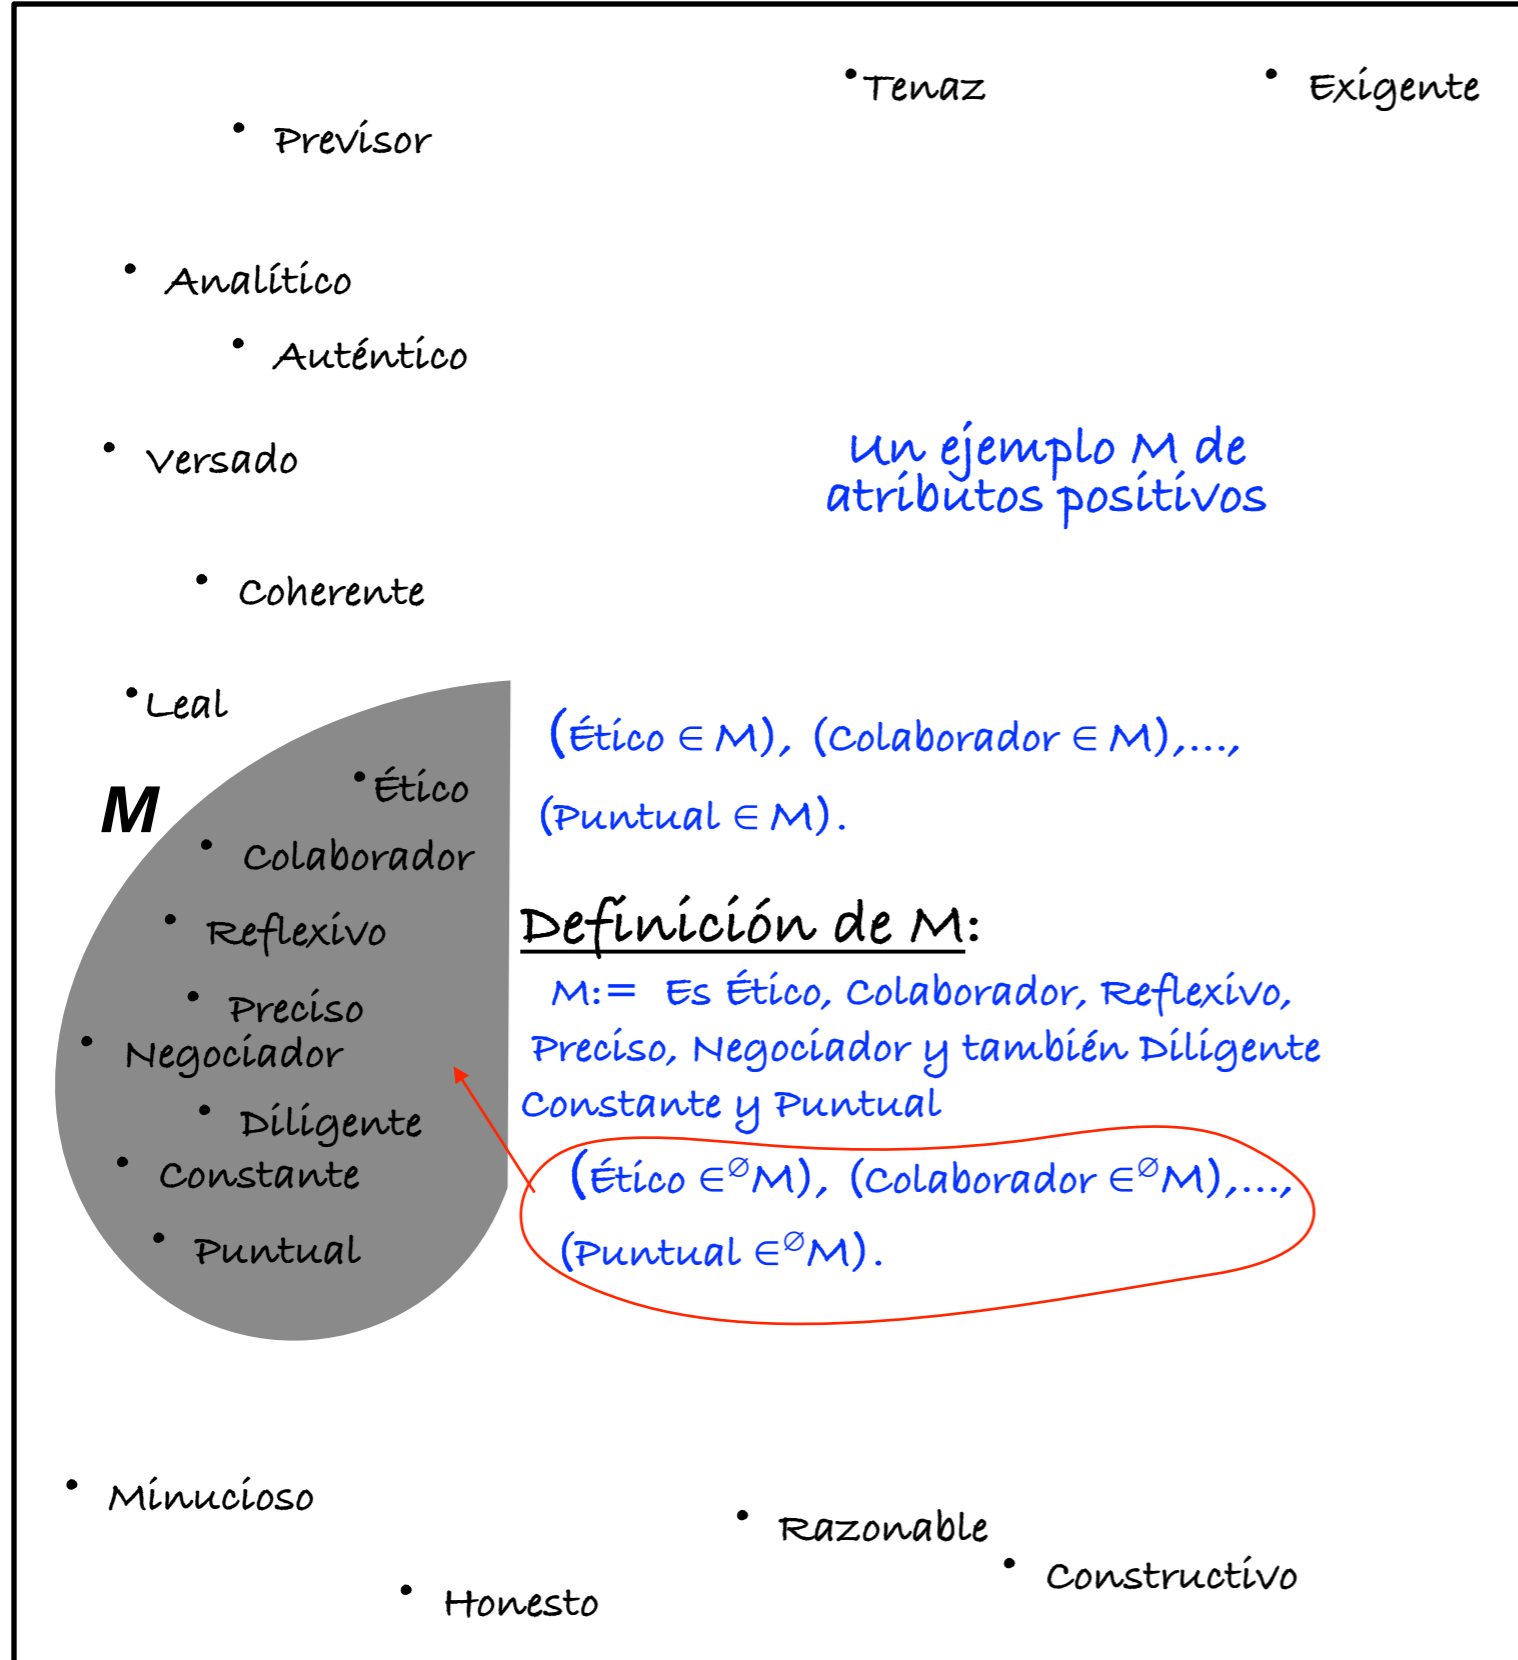 • Tenaz
• Exigente
• Previsor
• Analítico
• Auténtico
• Versado
Un ejemplo M de
atributos positivos
• Coherente
• Leal
M
• Ético
• Colaborador
• Reflexivo
• Preciso
• Negociador
• Diligente
• Constante
• Puntual
(Ético ∈ M), (Colaborador ∈ M),...,
(Puntual ∈ M).
Definición de M:
M:= Es Ético, Colaborador, Reflexivo,
Preciso, Negociador y también Diligente
Constante y Puntual
(Ético ∈^∅M), (Colaborador ∈^∅M),...,
(Puntual ∈^∅M).
• Minucioso
• Razonable
• Constructivo
• Honesto